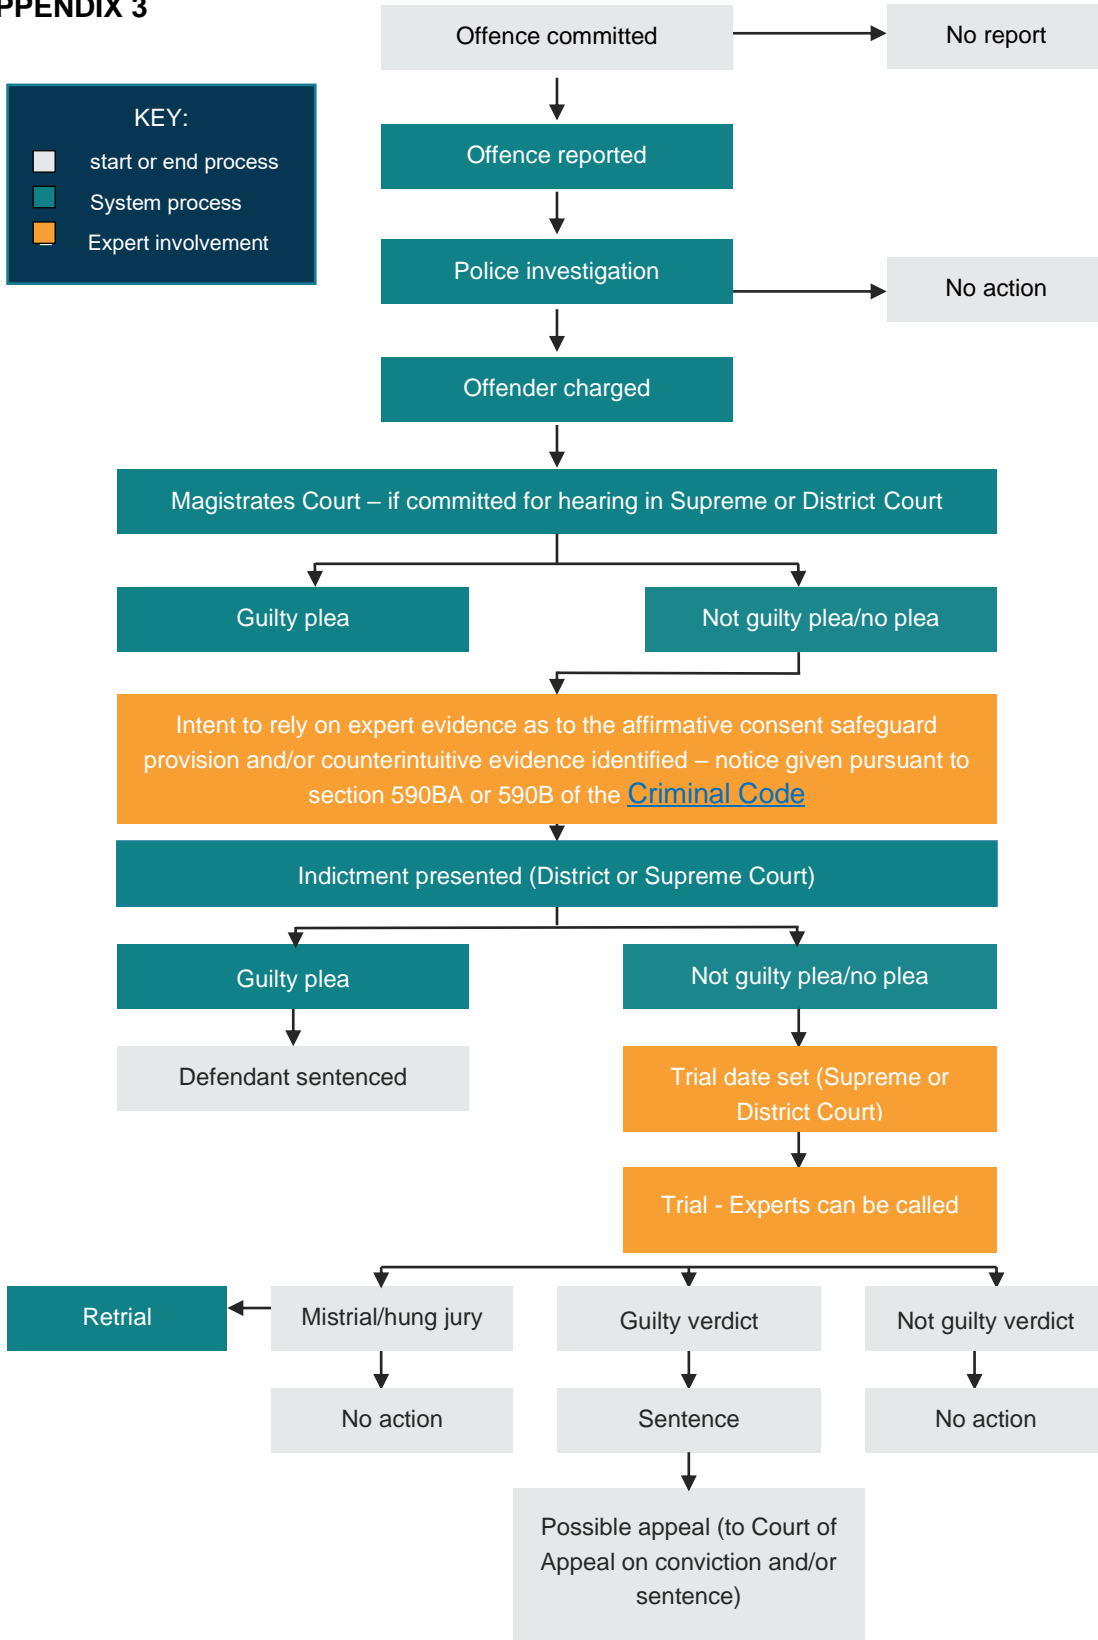 PPENDIX 3
Offence committed
No report
KEY:
start or end process
System process
Expert involvement
Offence reported
Police investigation
No action
Offender charged
Magistrates Court – if committed for hearing in Supreme or District Court
Guilty plea
Not guilty plea/no plea
Intent to rely on expert evidence as to the affirmative consent safeguard
provision and/or counterintuitive evidence identified – notice given pursuant to
section 590BA or 590B of the Criminal Code
Indictment presented (District or Supreme Court)
Guilty plea
Not guilty plea/no plea
Defendant sentenced
Trial date set (Supreme or
District Court)
Trial - Experts can be called
Retrial
Mistrial/hung jury
Guilty verdict
Not guilty verdict
No action
Sentence
No action
Possible appeal (to Court of
Appeal on conviction and/or
sentence)